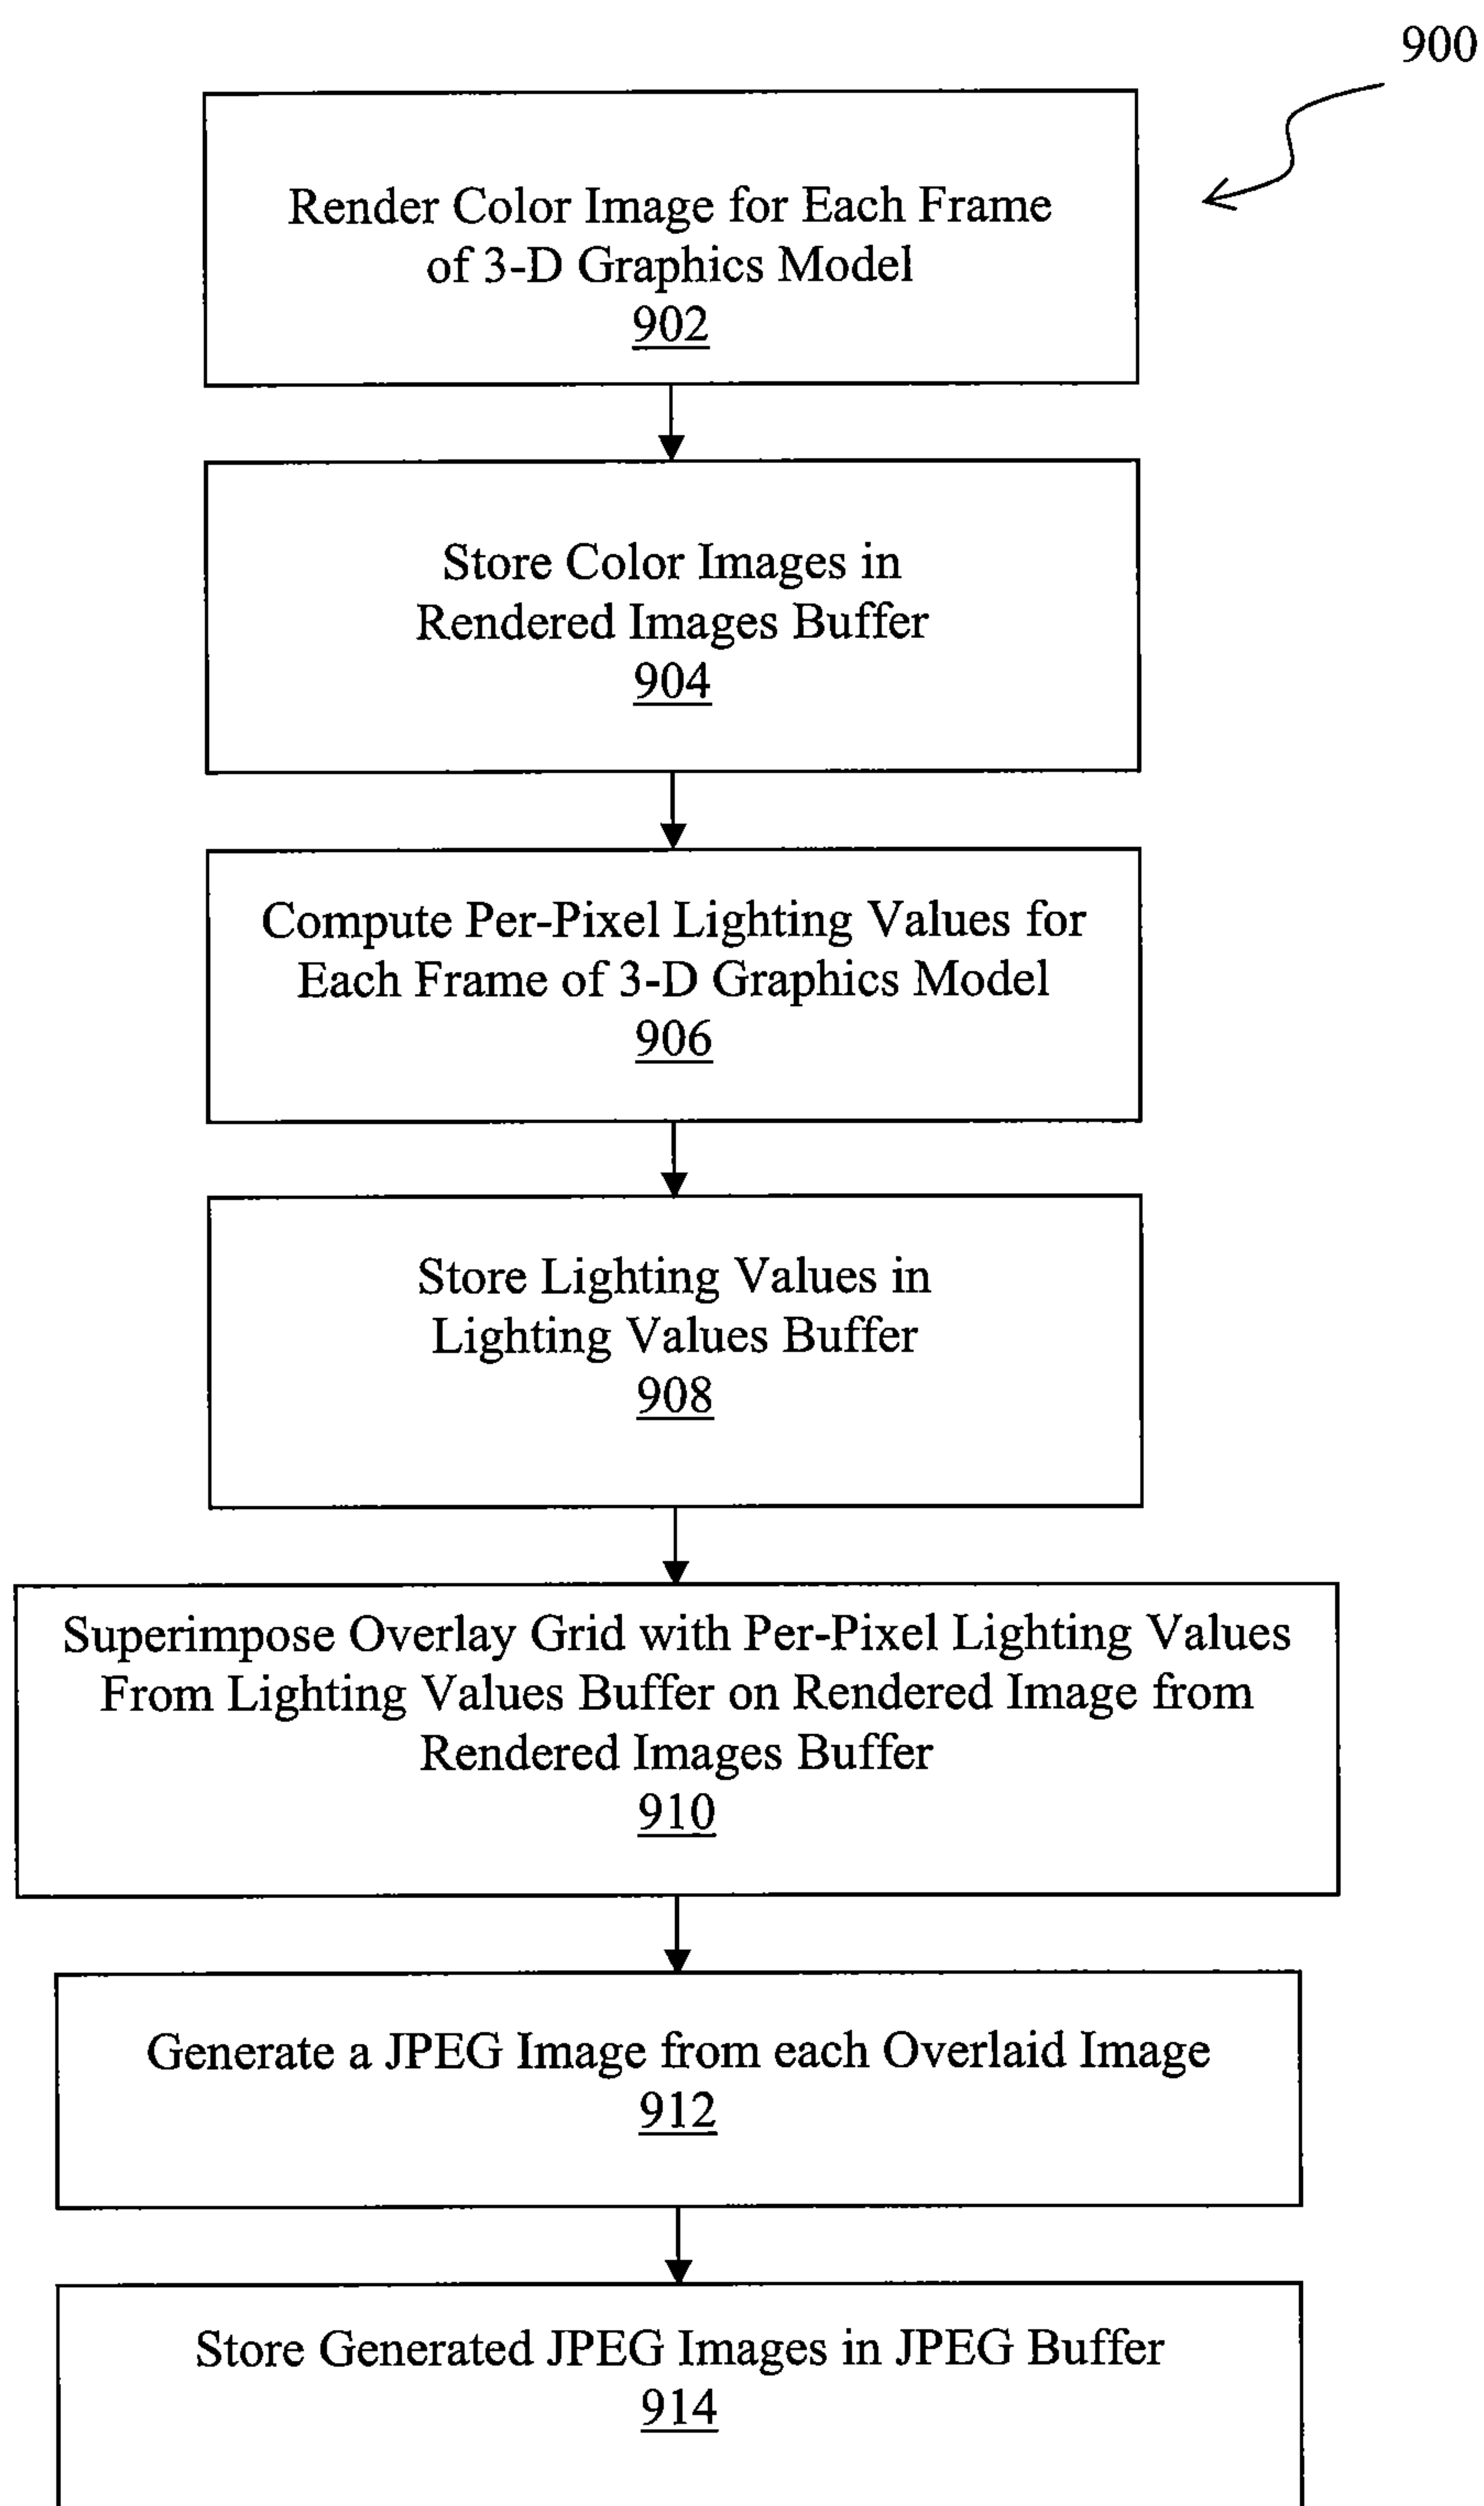 900
Render Color Image for Each Frame
of 3-D Graphics Model
902
Store Color Images in
Rendered Images Buffer
904
Compute Per-Pixel Lighting Values for
Each Frame of 3-D Graphics Model
906
Store Lighting Values in
Lighting Values Buffer
908
Superimpose Overlay Grid with Per-Pixel Lighting Values
From Lighting Values Buffer on Rendered Image from
Rendered Images Buffer
910
Generate a JPEG Image from each Overlaid Image
912
Store Generated JPEG Images in JPEG Buffer
914